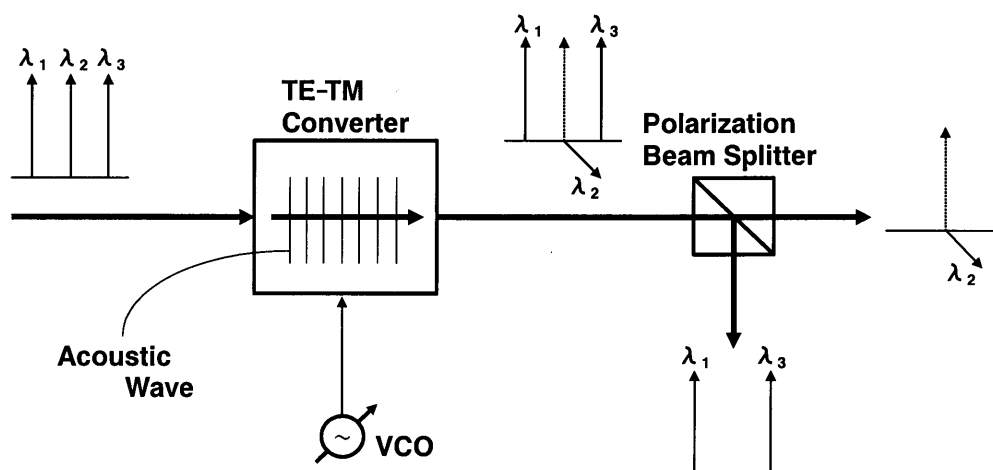 λ1 λ2 λ3
TE-TM
Converter
λ1 λ3
λ2
Polarization
Beam Splitter
λ2
Acoustic
Wave
~ VCO
λ1 λ3